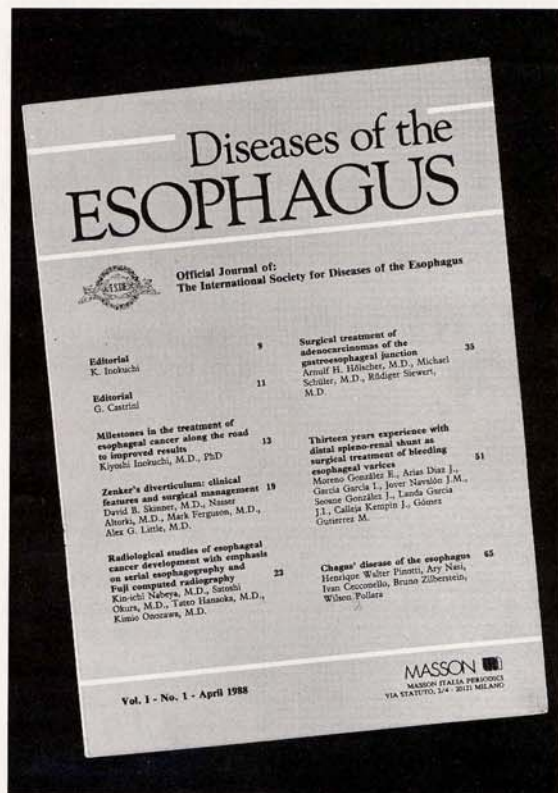 Diseases of the
ESOPHAGUS
I.S.D.E.
Official Journal of:
The International Society for Diseases of the Esophagus
Editorial 9
K. Inokuchi
Editorial 11
G. Castrini
Milestones in the treatment of
esophageal cancer along the road
to improved results 13
Kiyoshi Inokuchi, M.D., PhD
Zenker's diverticulum: clinical
features and surgical management 19
David B. Skinner, M.D., Nasser
Altorki, M.D., Mark Ferguson, M.D.,
Alex G. Little, M.D.
Radiological studies of esophageal
cancer development with emphasis
on serial esophagography and
Fuji computed radiography 23
Kin-ichi Nabeya, M.D., Satoshi
Okura, M.D., Tatso Hanaoka, M.D.,
Kimio Onozawa, M.D.
Surgical treatment of
adenocarcinomas of the
gastroesophageal junction 35
Arnulf H. Hölscher, M.D., Michael
Schüler, M.D., Rüdiger Siewert,
M.D.
Thirteen years experience with
distal spleno-renal shunt as
surgical treatment of bleeding
esophageal varices 51
Moreno González E., Arias Diaz J.,
Garcia Garcia I., Jover Navalón J.M.,
Seoane González J., Landa Garcia
J.I., Calleja Kempin J., Gómez
Gutierrez M.
Chagas' disease of the esophagus 65
Henrique Walter Pinotti, Ary Nasi,
Ivan Cecconello, Bruno Zilberstein,
Wilson Pollara
Vol. I - No. 1 - April 1988
MASSON
MASSON ITALIA PERIODICI
VIA STATUTO, 2/4 - 20121 MILANO